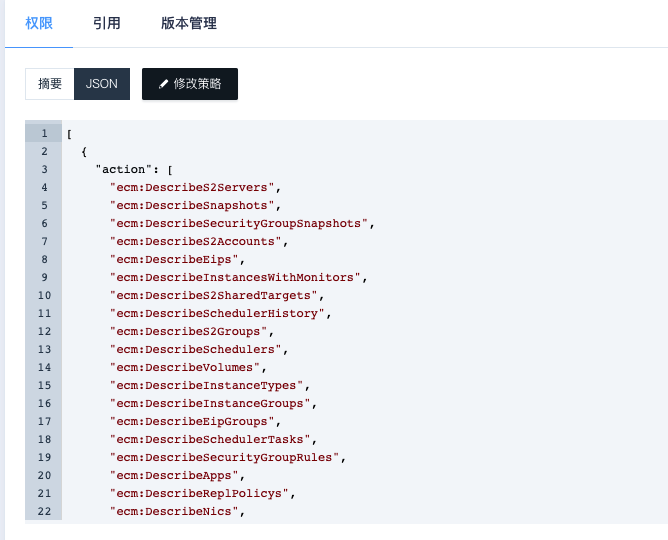 权限 引用 版本管理
摘要 JSON 修改策略
1 [
2 {
3 "action": [
4 "ecm:DescribeS2Servers",
5 "ecm:DescribeSnapshots",
6 "ecm:DescribeSecurityGroupSnapshots",
7 "ecm:DescribeS2Accounts",
8 "ecm:DescribeEips",
9 "ecm:DescribeInstancesWithMonitors",
10 "ecm:DescribeS2SharedTargets",
11 "ecm:DescribeSchedulerHistory",
12 "ecm:DescribeS2Groups",
13 "ecm:DescribeSchedulers",
14 "ecm:DescribeVolumes",
15 "ecm:DescribeInstanceTypes",
16 "ecm:DescribeInstanceGroups",
17 "ecm:DescribeEipGroups",
18 "ecm:DescribeSchedulerTasks",
19 "ecm:DescribeSecurityGroupRules",
20 "ecm:DescribeApps",
21 "ecm:DescribeReplPolicys",
22 "ecm:DescribeNics",